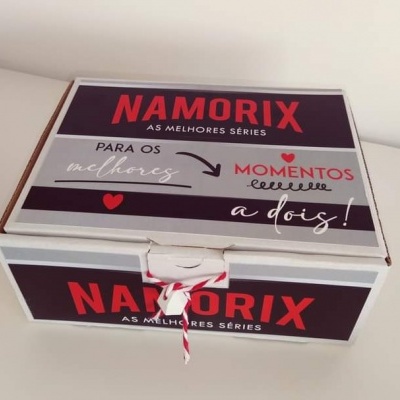 NAMORIX
AS MELHORES SÉRIES
PARA OS
melhores
MOMENTOS
a dois!
NAMORIX
AS MELHORES SÉRIES